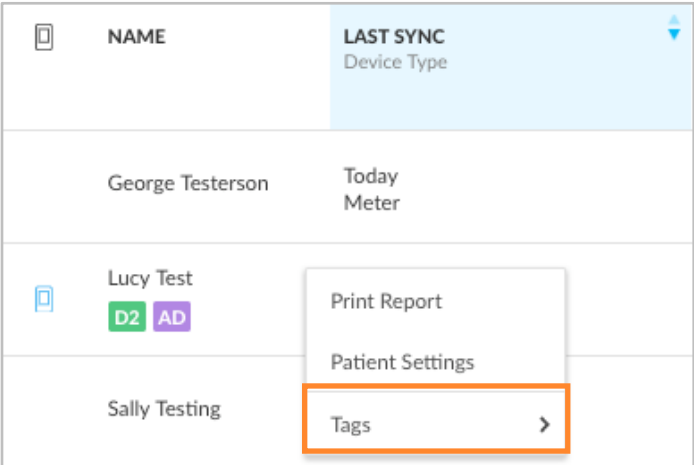 NAME
LAST SYNC
Device Type
George Testerson
Today
Meter
Lucy Test
D2 AD
Print Report
Patient Settings
Sally Testing
Tags